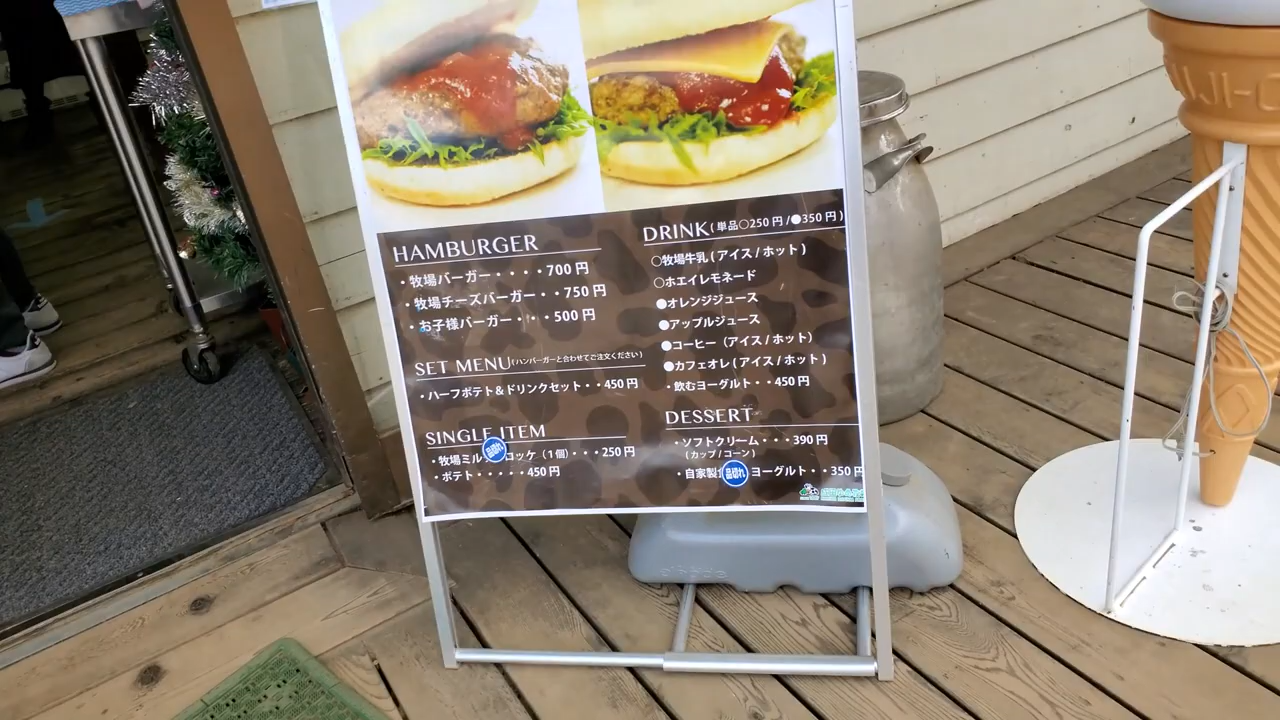 HAMBURGER
・牧場バーガー・・・・700円
・牧場チーズバーガー・・750円
・お子様バーガー・・・500円
SET MENU(ハンバーガーと合わせてご注文ください)
・ハーフポテト&ドリンクセット・・450円
SINGLE ITEM
・牧場ミル コロッケ(1個)・・・250円
品切れ
・ポテト・・・・・450円
DRINK(単品○250円/●350円)
○牧場牛乳(アイス/ホット)
○ホエイレモネード
●オレンジジュース
●アップルジュース
●コーヒー(アイス/ホット)
●カフェオレ(アイス/ホット)
・飲むヨーグルト・・450円
DESSERT
・ソフトクリーム・・・390円
(カップ/コーン)
・自家製 ヨーグルト・・350円
品切れ